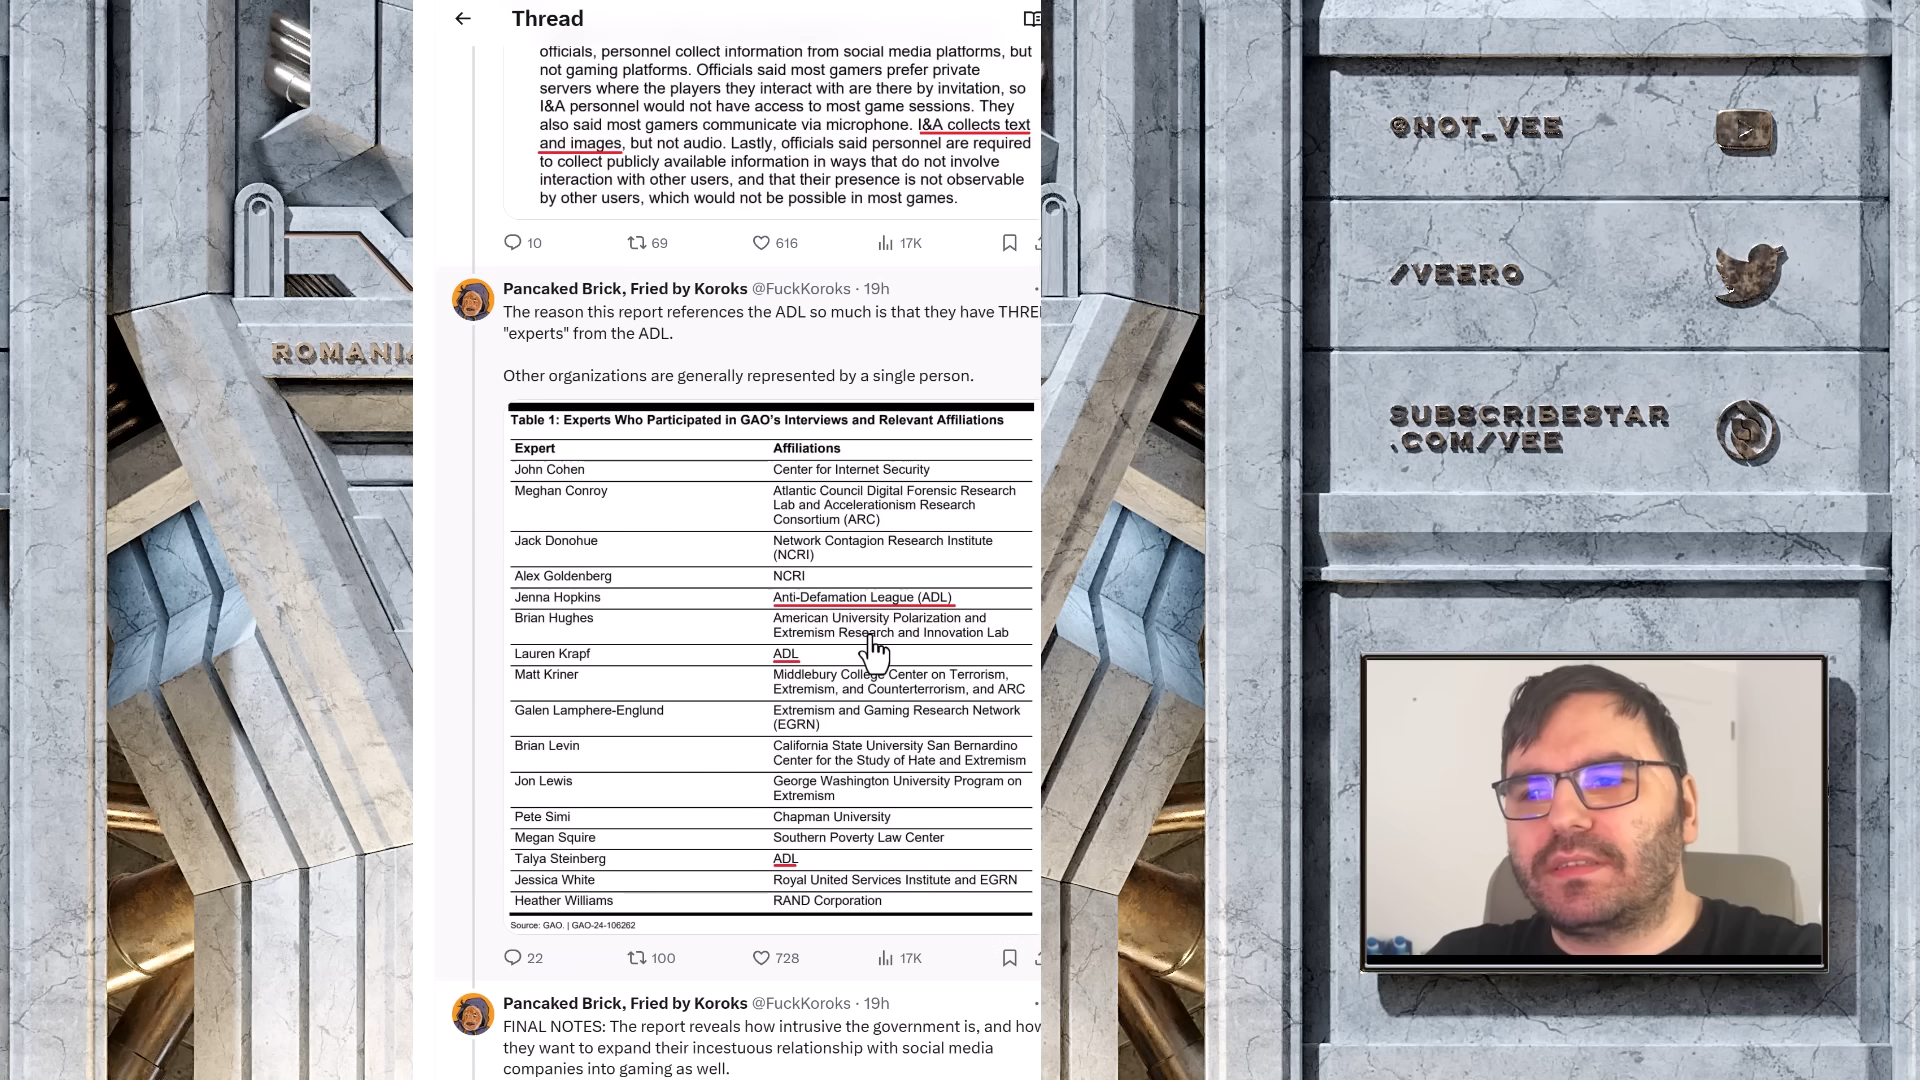 Thread
officials, personnel collect information from social media platforms, but
not gaming platforms. Officials said most gamers prefer private
servers where the players they interact with are there by invitation, so
I&A personnel would not have access to most game sessions. They
also said most gamers communicate via microphone. I&A collects text
and images, but not audio. Lastly, officials said personnel are required
to collect publicly available information in ways that do not involve
interaction with other users, and that their presence is not observable
by other users, which would not be possible in most games.
10 69 616 17K
Pancaked Brick, Fried by Koroks @FuckKoroks · 19h
The reason this report references the ADL so much is that they have THREE
"experts" from the ADL.
Other organizations are generally represented by a single person.
Table 1: Experts Who Participated in GAO's Interviews and Relevant Affiliations
Expert Affiliations
John Cohen Center for Internet Security
Meghan Conroy Atlantic Council Digital Forensic Research
Lab and Accelerationism Research
Consortium (ARC)
Jack Donohue Network Contagion Research Institute
(NCRI)
Alex Goldenberg NCRI
Jenna Hopkins Anti-Defamation League (ADL)
Brian Hughes American University Polarization and
Extremism Research and Innovation Lab
Lauren Krapf ADL
Matt Kriner Middlebury College Center on Terrorism,
Extremism, and Counterterrorism, and ARC
Galen Lamphere-Englund Extremism and Gaming Research Network
(EGRN)
Brian Levin California State University San Bernardino
Center for the Study of Hate and Extremism
Jon Lewis George Washington University Program on
Extremism
Pete Simi Chapman University
Megan Squire Southern Poverty Law Center
Talya Steinberg ADL
Jessica White Royal United Services Institute and EGRN
Heather Williams RAND Corporation
Source: GAO. | GAO-24-106262
22 100 728 17K
Pancaked Brick, Fried by Koroks @FuckKoroks · 19h
FINAL NOTES: The report reveals how intrusive the government is, and how
they want to expand their incestuous relationship with social media
companies into gaming as well.
ROMANIA
@NOT_VEE
/VEERO
SUBSCRIBESTAR
.COM/VEE